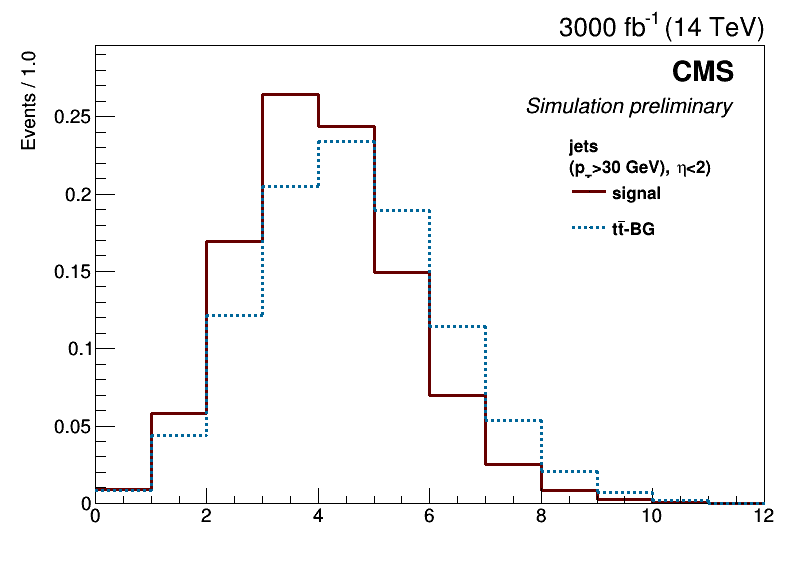 3000 fb⁻¹ (14 TeV)
Events / 1.0
CMS
Simulation preliminary
jets
(p_T>30 GeV), η<2)
signal
tt̄-BG
0.25
0.2
0.15
0.1
0.05
0
0 2 4 6 8 10 12